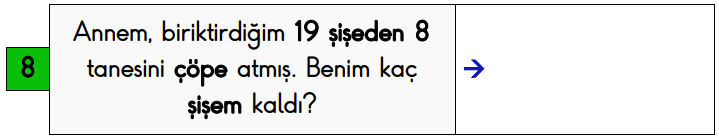 8
Annem, biriktirdiğim 19 şişeden 8
tanesini çöpe atmış. Benim kaç
şişem kaldı?
→